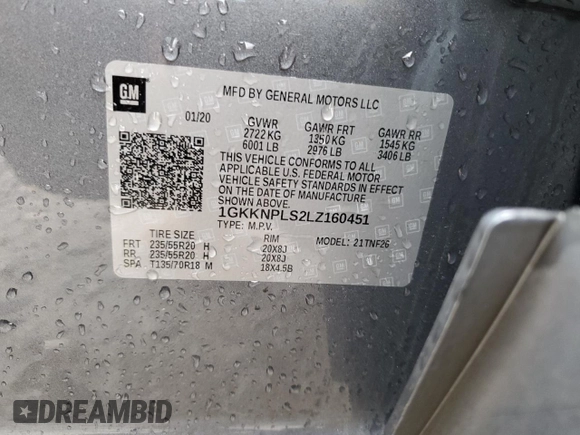 GM
MFD BY GENERAL MOTORS LLC
01/20
GVWR GAWR FRT GAWR RR
2722 KG 1350 KG 1545 KG
6001 LB 2976 LB 3406 LB
THIS VEHICLE CONFORMS TO ALL
APPLICABLE U.S. FEDERAL MOTOR
VEHICLE SAFETY STANDARDS IN
EFFECT ON THE DATE OF MANUFACTURE
SHOWN ABOVE.
1GKKNPLS2LZ160451
TYPE: M.P.V.
TIRE SIZE RIM MODEL: 21TNF26
FRT 235/55R20 H 20X8J
RR 235/55R20 H 20X8J
SPA T135/70R18 M 18X4.5B
DREAMBID